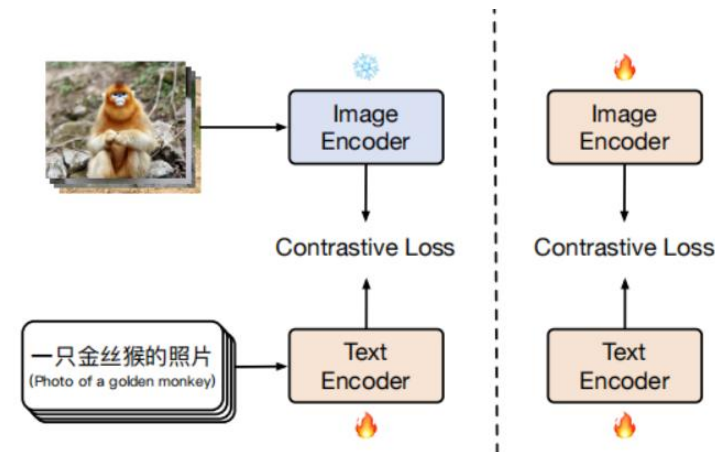 Image
Encoder
Contrastive Loss
一只金丝猴的照片
(Photo of a golden monkey)
Text
Encoder
Image
Encoder
Contrastive Loss
Text
Encoder